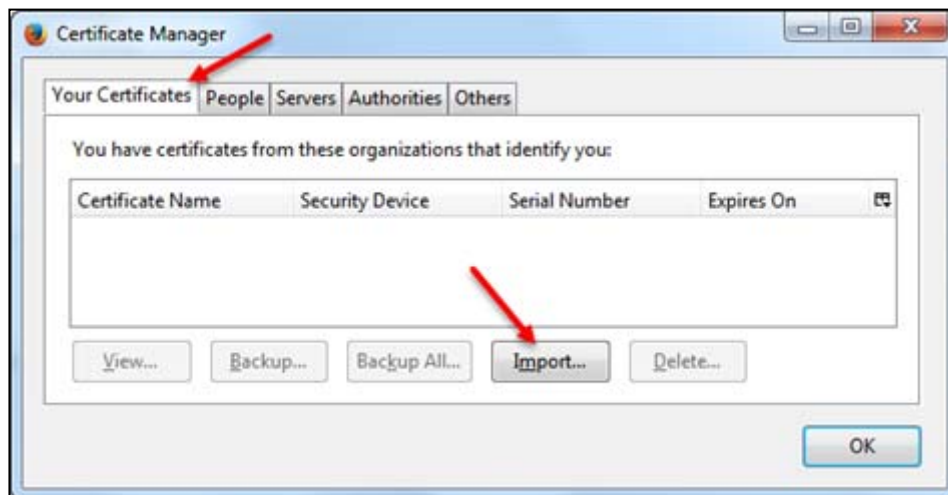 Certificate Manager
Your Certificates People Servers Authorities Others
You have certificates from these organizations that identify you:
Certificate Name Security Device Serial Number Expires On
View... Backup... Backup All... Import... Delete...
OK